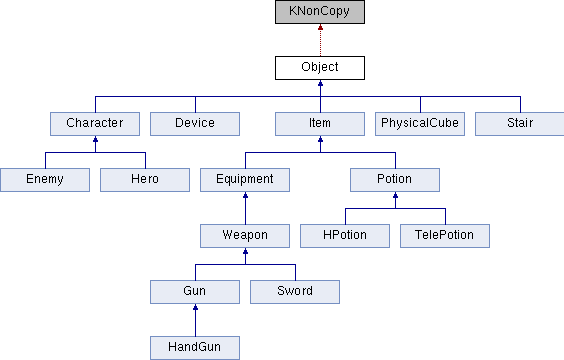 KNonCopy
Object
Character
Device
Item
PhysicalCube
Stair
Enemy
Hero
Equipment
Potion
Weapon
HPotion
TelePotion
Gun
Sword
HandGun